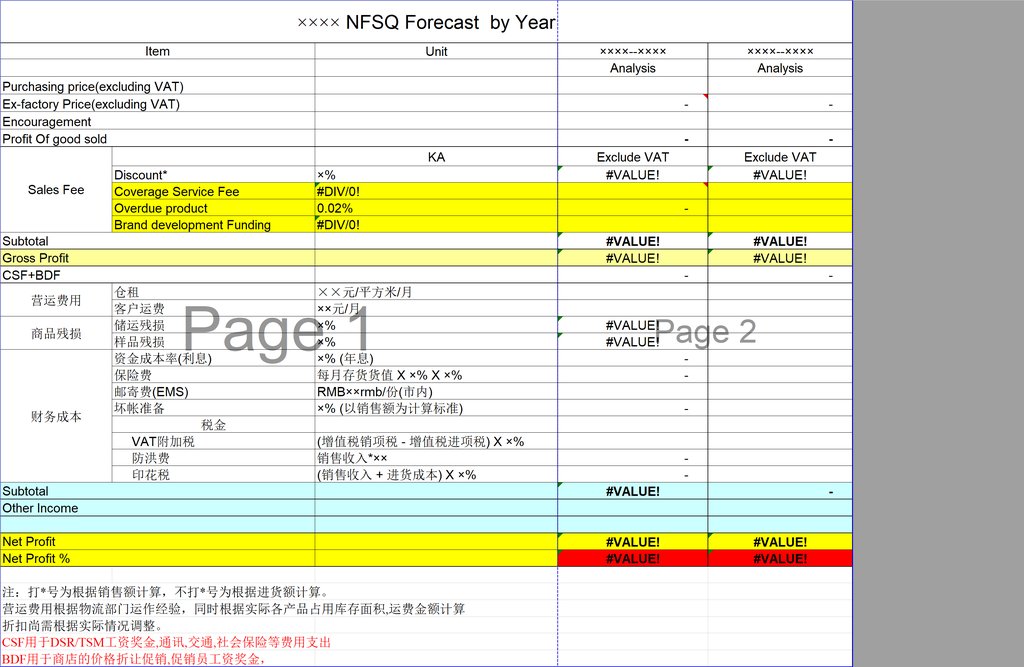 ×××× NFSQ Forecast by Year
Item Unit ××××--×××× ××××--××××
Analysis Analysis
Purchasing price(excluding VAT)
Ex-factory Price(excluding VAT) - -
Encouragement
Profit Of good sold - -
KA Exclude VAT Exclude VAT
Sales Fee
Discount* ×% #VALUE! #VALUE!
Coverage Service Fee #DIV/0!
Overdue product 0.02% -
Brand development Funding #DIV/0!
Subtotal #VALUE! #VALUE!
Gross Profit #VALUE! #VALUE!
CSF+BDF - -
营运费用
仓租 ××元/平方米/月
客户运费 ××元/月
商品残损
储运残损 ×% #VALUE!
样品残损 ×% #VALUE!
Page 1 Page 2
财务成本
资金成本率(利息) ×% (年息) -
保险费 每月存货货值 X ×% X ×% -
邮寄费(EMS) RMB××rmb/份(市内)
坏帐准备 ×% (以销售额为计算标准) -
税金
VAT附加税 (增值税销项税 - 增值税进项税) X ×%
防洪费 销售收入*×× -
印花税 (销售收入 + 进货成本) X ×% -
Subtotal #VALUE! -
Other Income
Net Profit #VALUE! #VALUE!
Net Profit % #VALUE! #VALUE!
注：打*号为根据销售额计算，不打*号为根据进货额计算。
营运费用根据物流部门运作经验，同时根据实际各产品占用库存面积,运费金额计算
折扣尚需根据实际情况调整。
CSF用于DSR/TSM工资奖金,通讯,交通,社会保险等费用支出
BDF用于商店的价格折让促销,促销员工资奖金，